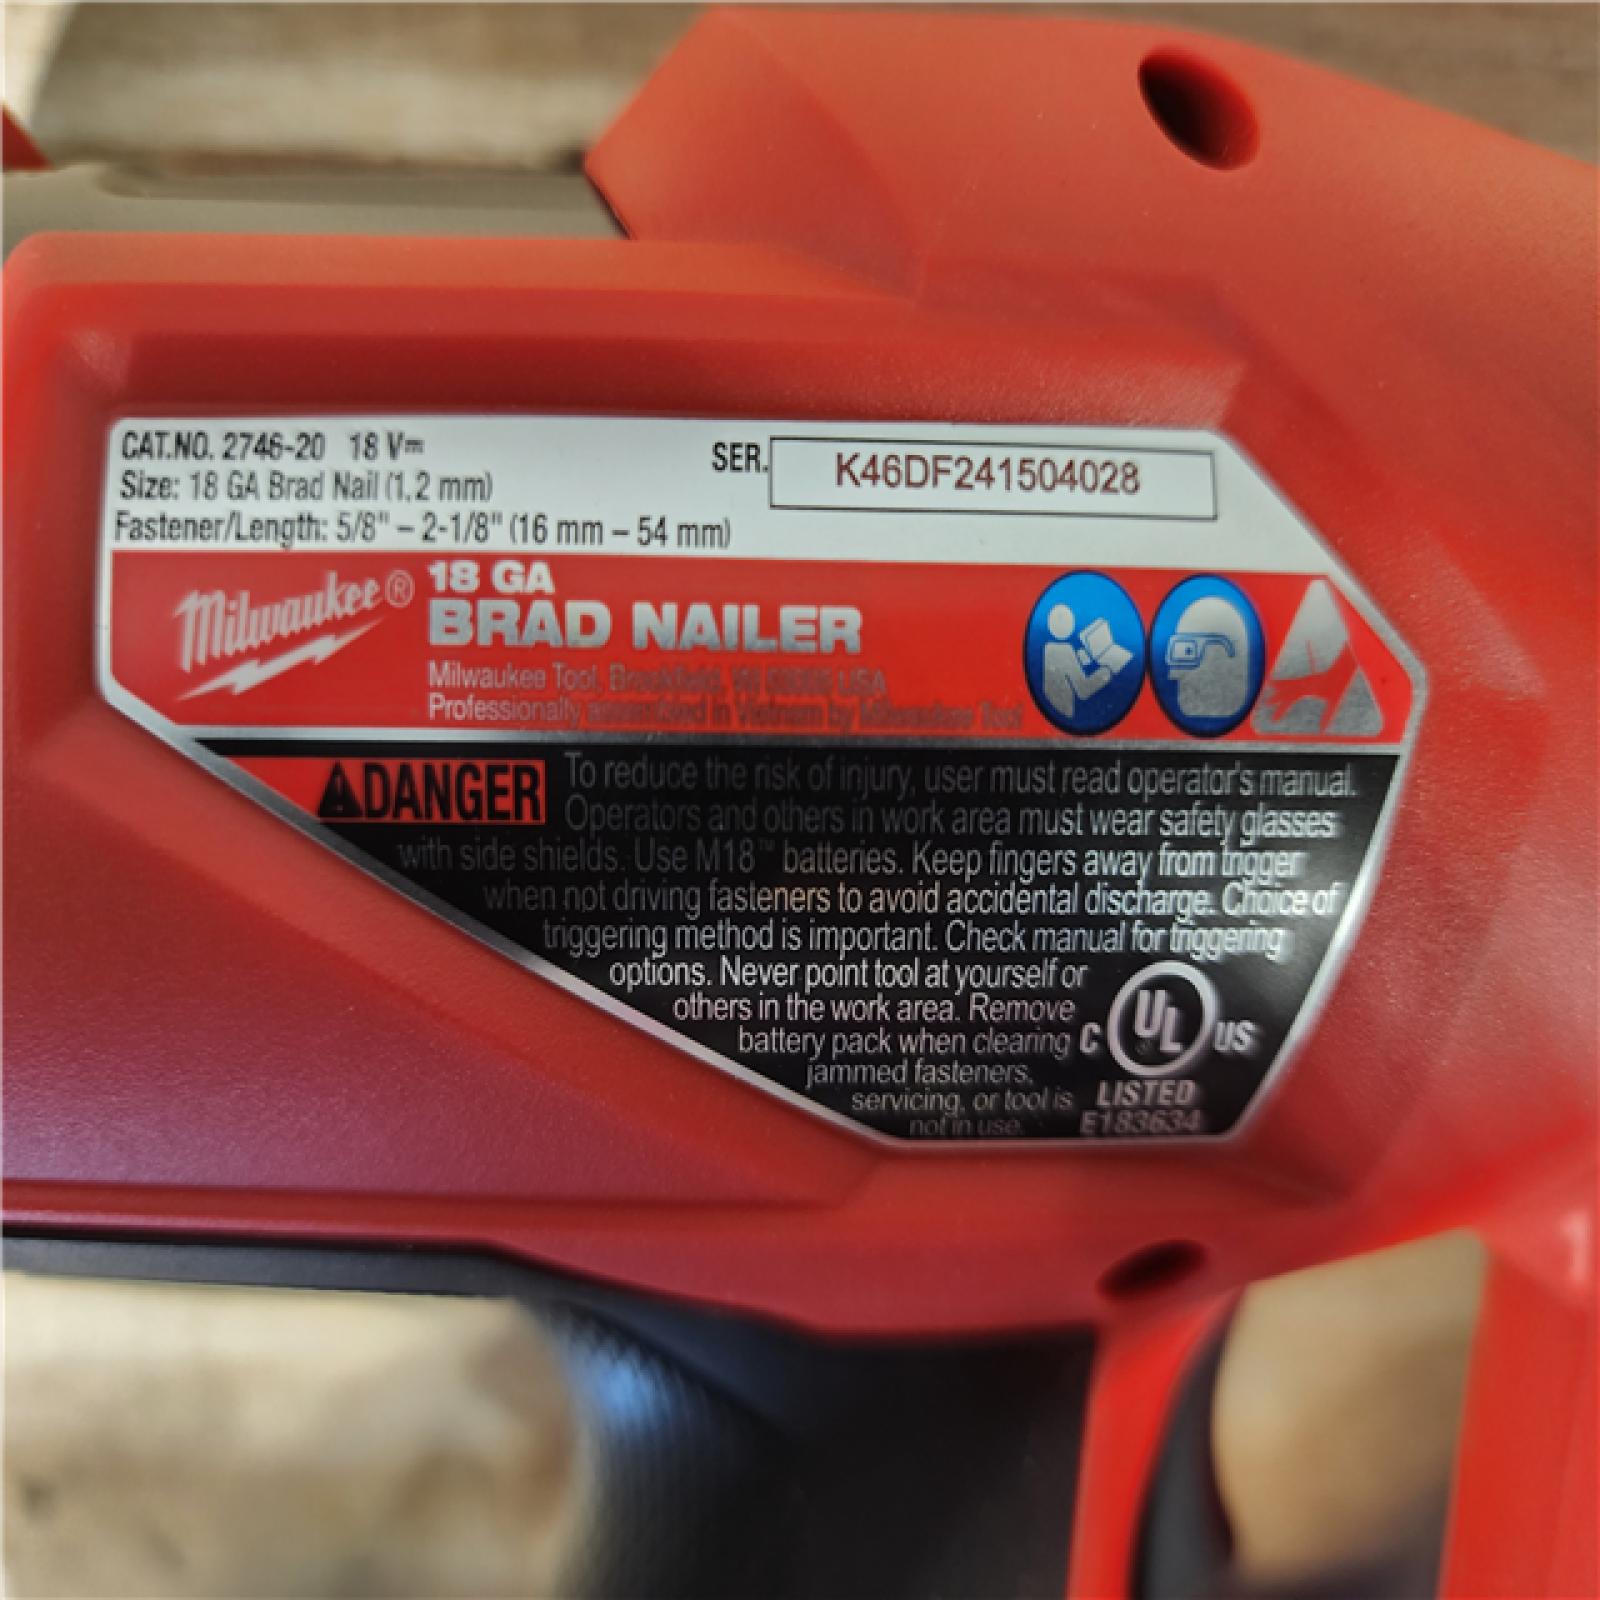 CAT.NO. 2746-20 18 V⎓
Size: 18 GA Brad Nail (1,2 mm)
Fastener/Length: 5/8" – 2-1/8" (16 mm – 54 mm)
SER. K46DF241504028
Milwaukee®
18 GA
BRAD NAILER
Milwaukee Tool, Brookfield, WI 53005 USA
Professionally assembled in Vietnam by Milwaukee Tool
DANGER To reduce the risk of injury, user must read operator's manual.
Operators and others in work area must wear safety glasses
with side shields. Use M18™ batteries. Keep fingers away from trigger
when not driving fasteners to avoid accidental discharge. Choice of
triggering method is important. Check manual for triggering
options. Never point tool at yourself or
others in the work area. Remove
battery pack when clearing
jammed fasteners,
servicing, or tool is
not in use.
C UL US
LISTED
E183634